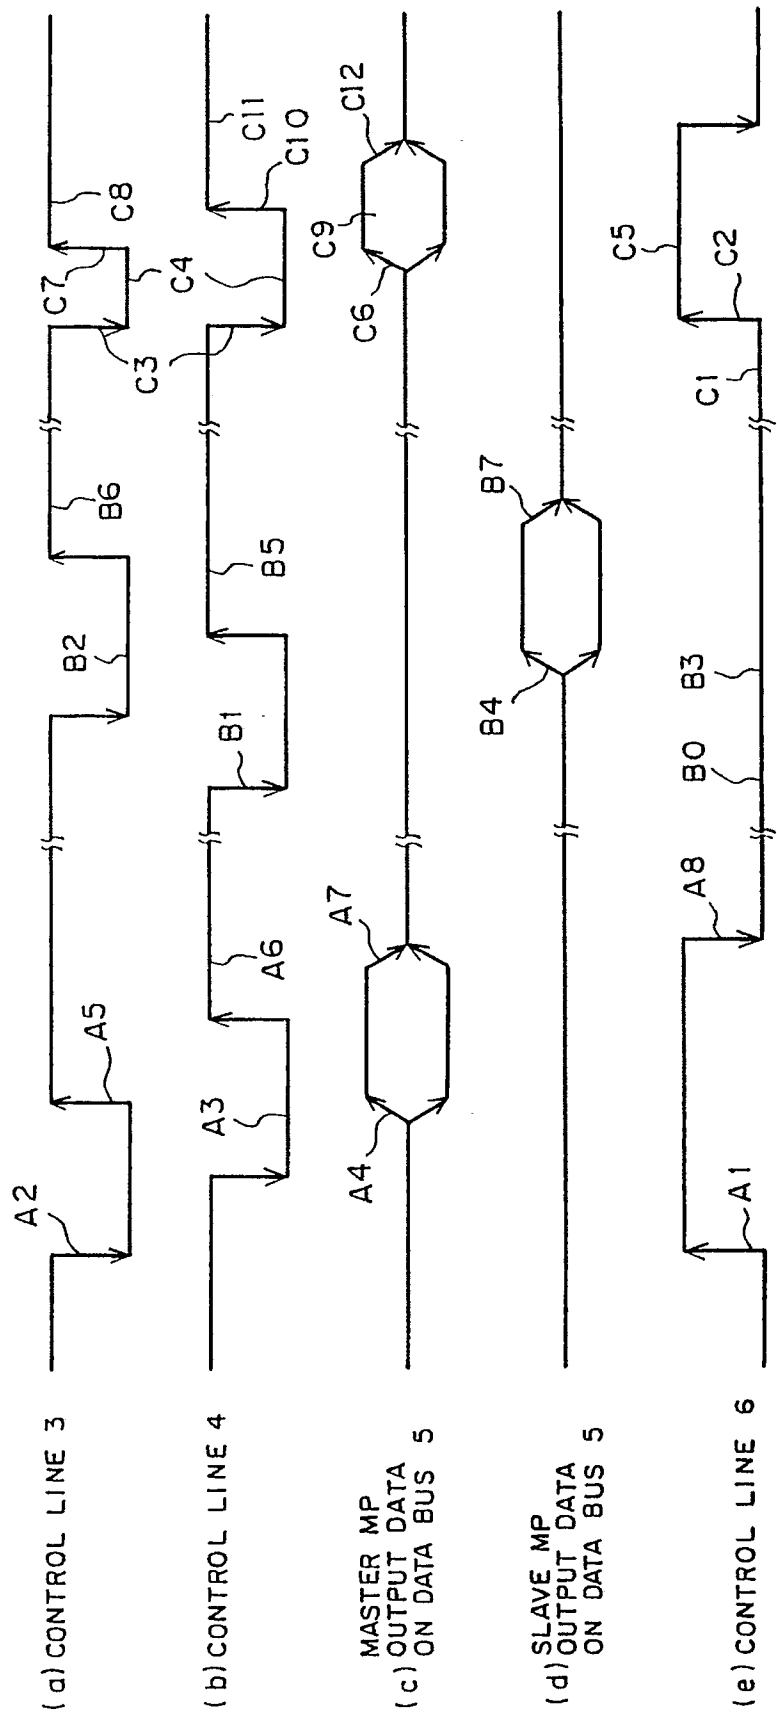 (a) CONTROL LINE 3
A2
A5
B2
B6
C3
C7
C4
C8
(b) CONTROL LINE 4
A3
A6
B1
B5
C10
C11
MASTER MP
OUTPUT DATA
(c) ON DATA BUS 5
A4
A7
C6
C9
C12
(d) SLAVE MP
OUTPUT DATA
ON DATA BUS 5
B4
B7
(e) CONTROL LINE 6
A1
A8
B0
B3
C1
C2
C5